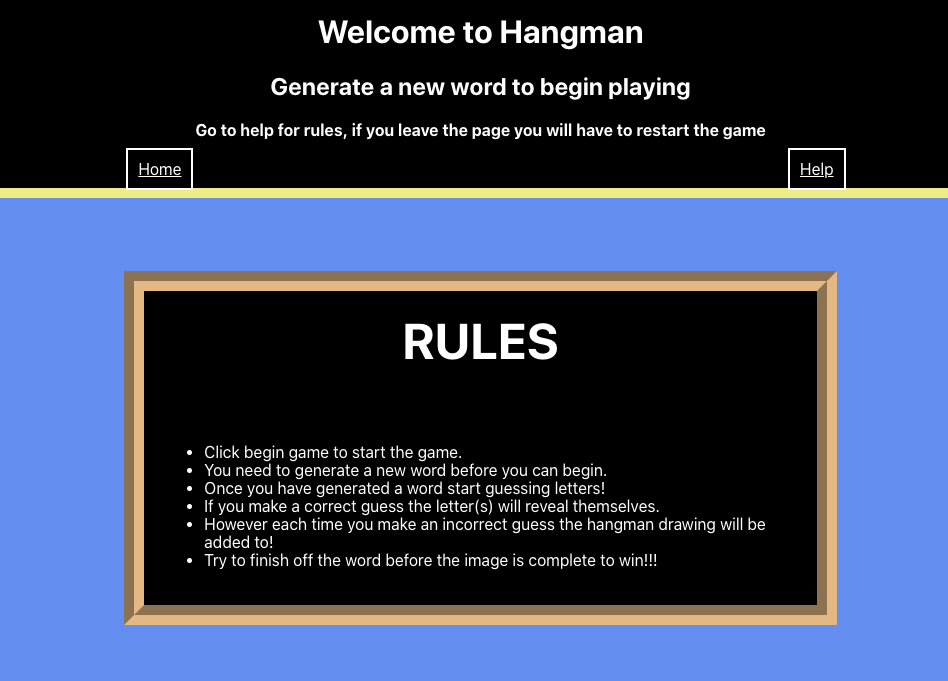 Welcome to Hangman
Generate a new word to begin playing
Go to help for rules, if you leave the page you will have to restart the game
Home
Help
RULES
• Click begin game to start the game.
• You need to generate a new word before you can begin.
• Once you have generated a word start guessing letters!
• If you make a correct guess the letter(s) will reveal themselves.
• However each time you make an incorrect guess the hangman drawing will be
added to!
• Try to finish off the word before the image is complete to win!!!